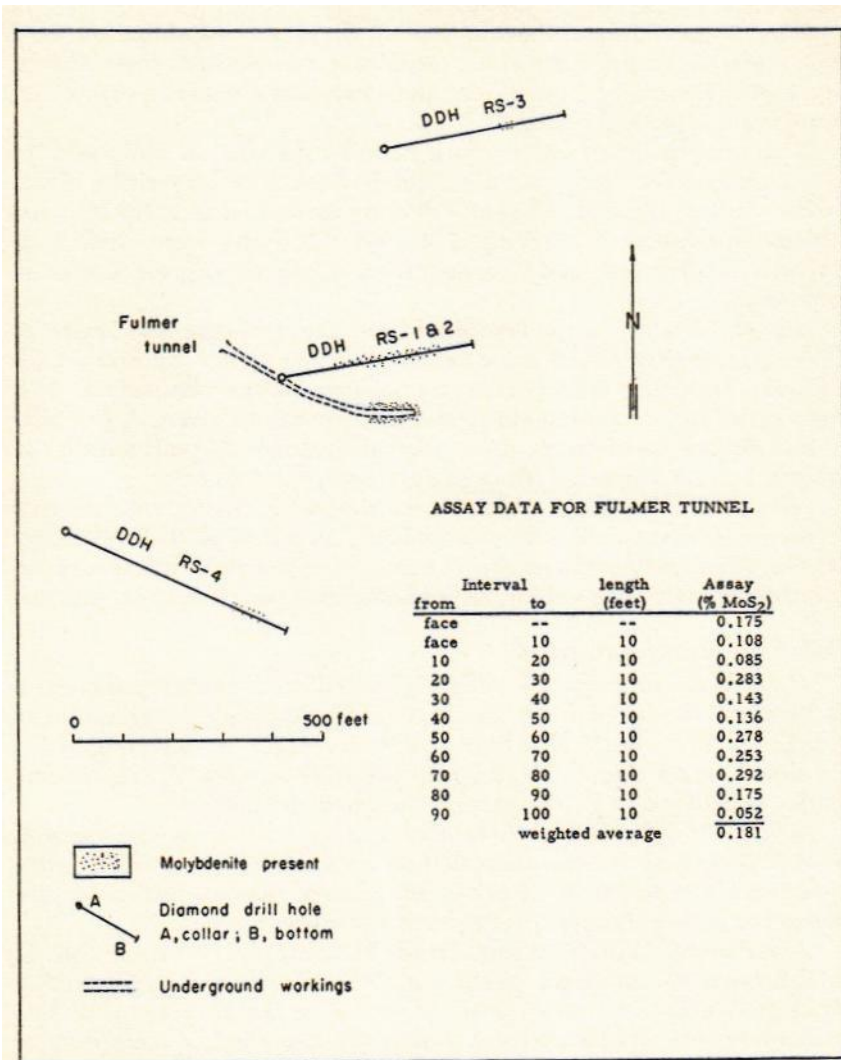 DDH RS-3
N
Fulmer
tunnel
DDH RS-1 & 2
DDH RS-4
ASSAY DATA FOR FULMER TUNNEL
Interval length Assay
from to (feet) (% MoS₂)
face -- -- 0.175
face 10 10 0.108
10 20 10 0.085
20 30 10 0.283
30 40 10 0.143
40 50 10 0.136
50 60 10 0.278
60 70 10 0.253
70 80 10 0.292
80 90 10 0.175
90 100 10 0.052
weighted average 0.181
0 500 feet
Molybdenite present
A
B
Diamond drill hole
A, collar; B, bottom
Underground workings